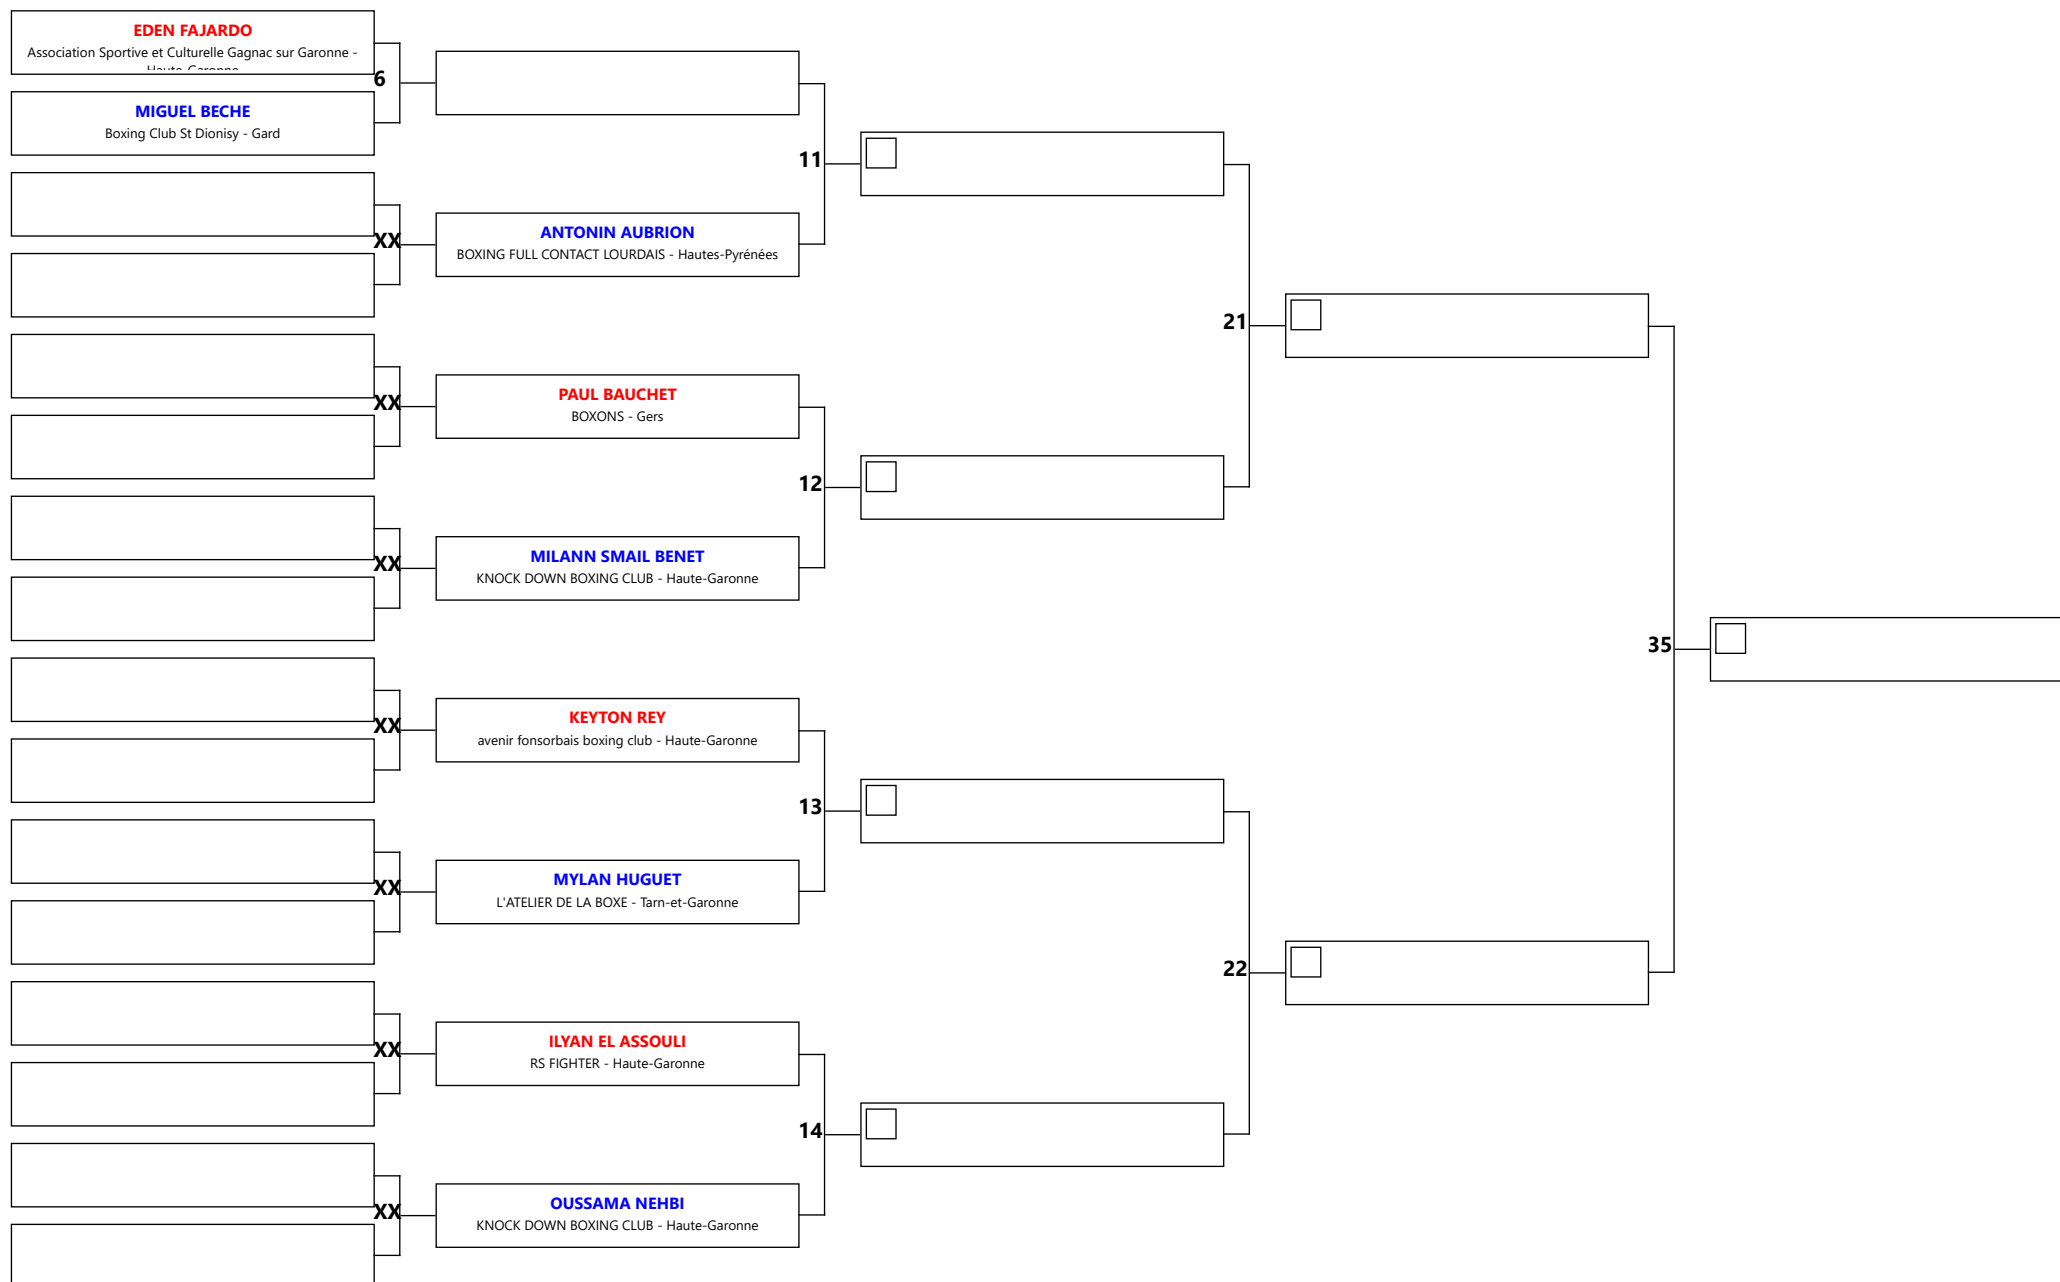 EDEN FAJARDO
Association Sportive et Culturelle Gagnac sur Garonne -
Haute-Garonne
6
MIGUEL BECHE
Boxing Club St Dionisy - Gard
11
XX
ANTONIN AUBRION
BOXING FULL CONTACT LOURDAIS - Hautes-Pyrénées
21
XX
PAUL BAUCHET
BOXONS - Gers
12
XX
MILANN SMAIL BENET
KNOCK DOWN BOXING CLUB - Haute-Garonne
35
XX
KEYTON REY
avenir fonsorbais boxing club - Haute-Garonne
13
XX
MYLAN HUGUET
L'ATELIER DE LA BOXE - Tarn-et-Garonne
22
XX
ILYAN EL ASSOULI
RS FIGHTER - Haute-Garonne
14
XX
OUSSAMA NEHBI
KNOCK DOWN BOXING CLUB - Haute-Garonne